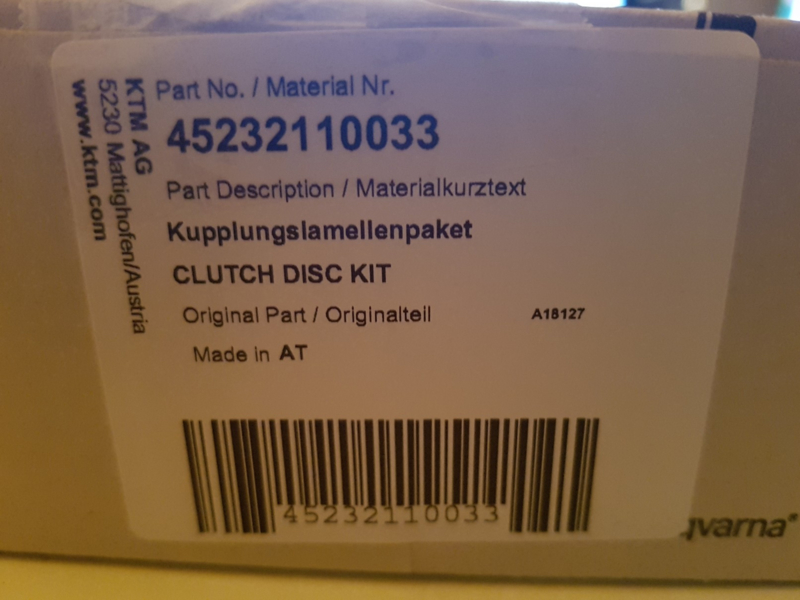 KTM AG
5230 Mattighofen/Austria
www.ktm.com
Part No. / Material Nr.
45232110033
Part Description / Materialkurztext
Kupplungslamellenpaket
CLUTCH DISC KIT
Original Part / Originalteil A18127
Made in AT
45232110033